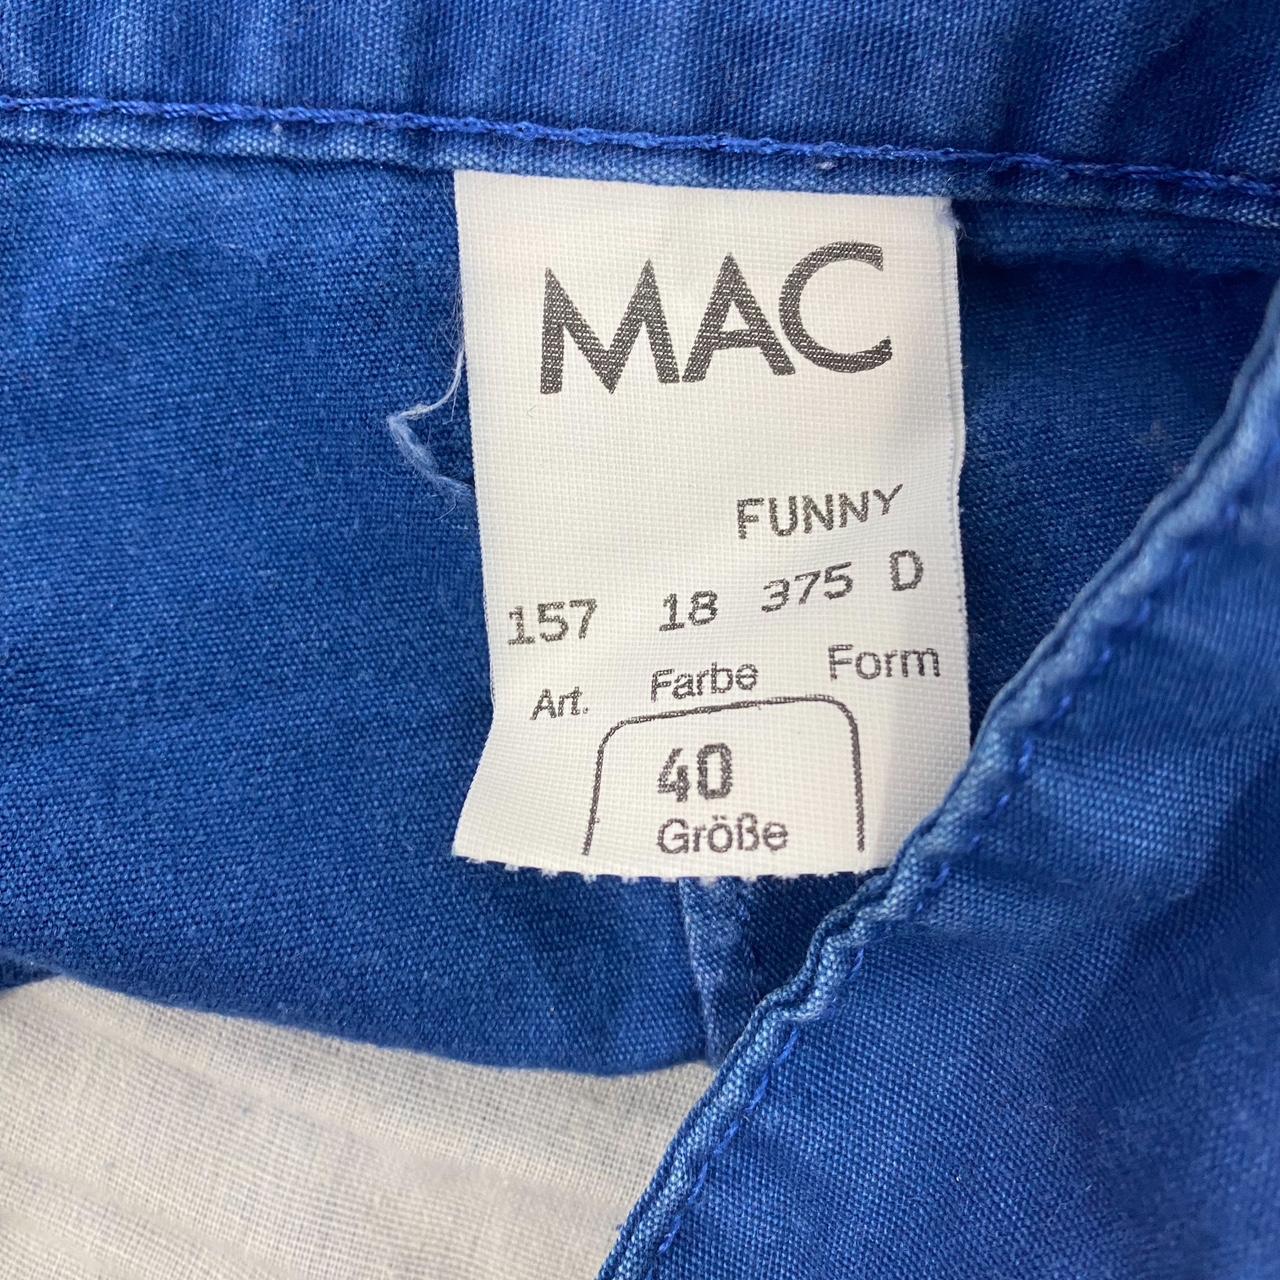 MAC
FUNNY
157 18 375 D
Art. Farbe Form
40
Größe